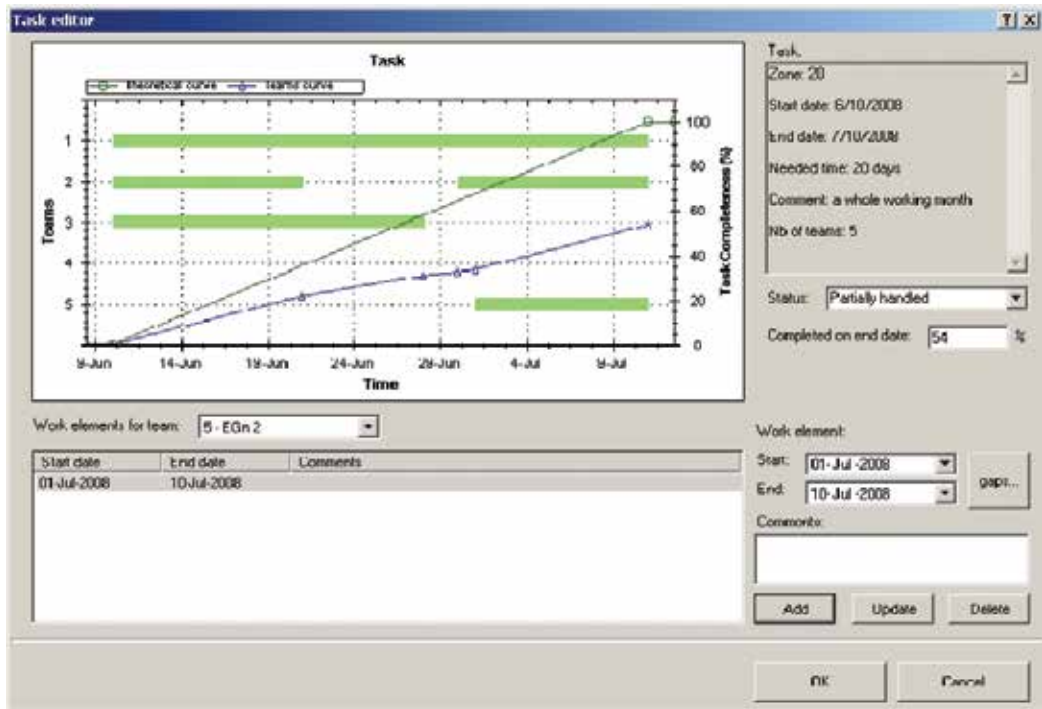 Task editor
Task
Theoretical curve Teams curve
1
2
3
4
5
Teams
100
80
60
40
20
0
Task Completeness (%)
9-Jun 14-Jun 19-Jun 24-Jun 29-Jun 4-Jul 9-Jul
Time
Task
Zone: 20
Start date: 6/10/2008
End date: 7/10/2008
Needed time: 20 days
Comment: a whole working month
Nb of teams: 5
Status: Partially handled
Completed on end date: 54 %
Work elements for team: 5 - EGn 2
Start date End date Comments
01-Jul-2008 10-Jul-2008
Work element:
Start: 01-Jul-2008
End: 10-Jul-2008
gaps...
Comments:
Add Update Delete
OK Cancel